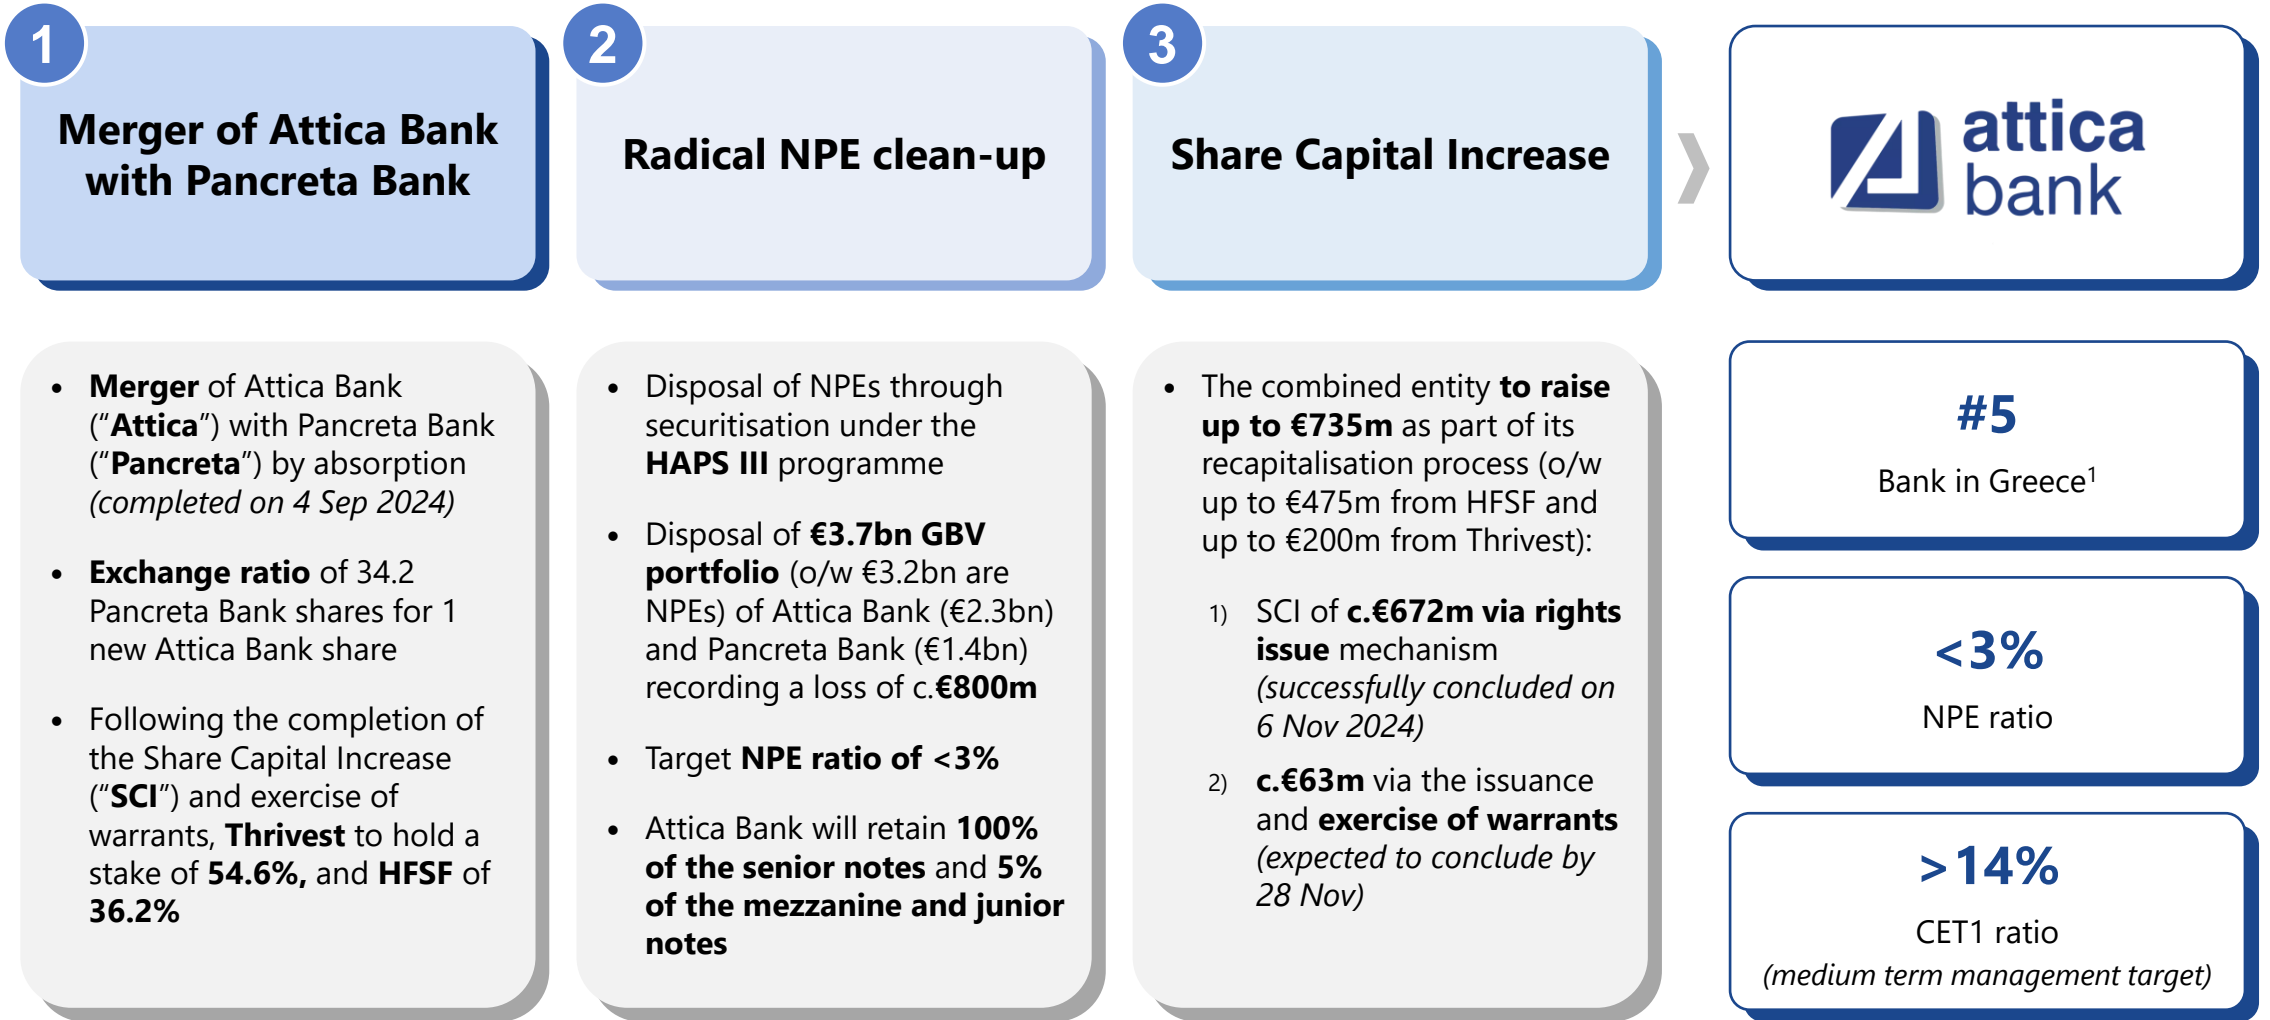 1
Merger of Attica Bank
with Pancreta Bank
• Merger of Attica Bank
(“Attica”) with Pancreta Bank
(“Pancreta”) by absorption
(completed on 4 Sep 2024)
• Exchange ratio of 34.2
Pancreta Bank shares for 1
new Attica Bank share
• Following the completion of
the Share Capital Increase
(“SCI”) and exercise of
warrants, Thrivest to hold a
stake of 54.6%, and HFSF of
36.2%
2
Radical NPE clean-up
• Disposal of NPEs through
securitisation under the
HAPS III programme
• Disposal of €3.7bn GBV
portfolio (o/w €3.2bn are
NPEs) of Attica Bank (€2.3bn)
and Pancreta Bank (€1.4bn)
recording a loss of c.€800m
• Target NPE ratio of <3%
• Attica Bank will retain 100%
of the senior notes and 5%
of the mezzanine and junior
notes
3
Share Capital Increase
• The combined entity to raise
up to €735m as part of its
recapitalisation process (o/w
up to €475m from HFSF and
up to €200m from Thrivest):
1) SCI of c.€672m via rights
issue mechanism
(successfully concluded on
6 Nov 2024)
2) c.€63m via the issuance
and exercise of warrants
(expected to conclude by
28 Nov)
attica
bank
#5
Bank in Greece¹
<3%
NPE ratio
>14%
CET1 ratio
(medium term management target)